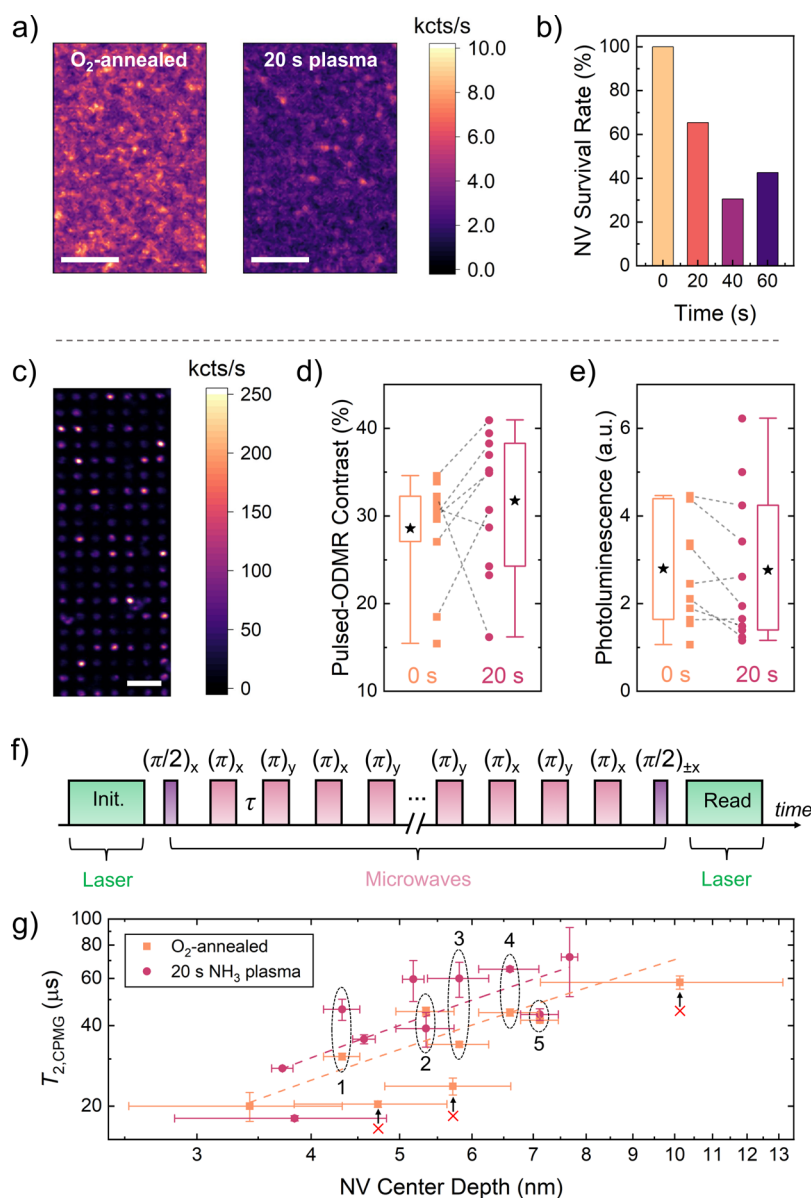 a)
O₂-annealed
20 s plasma
kcts/s
10.0
8.0
6.0
4.0
2.0
0.0
b)
NV Survival Rate (%)
100
80
60
40
20
0
0 20 40 60
Time (s)
c)
kcts/s
250
200
150
100
50
0
d)
Pulsed-ODMR Contrast (%)
40
30
20
10
0 s
20 s
e)
Photoluminescence (a.u.)
6
4
2
0
0 s
20 s
f)
(π/2)ₓ (π)ₓ (π)ᵧ (π)ₓ (π)ᵧ (π)ᵧ (π)ₓ (π)ᵧ (π)ₓ (π/2)±ₓ
Init. τ ... Read
time
Laser Microwaves Laser
g)
T₂,CPMG (μs)
100
80
60
40
20
O₂-annealed
20 s NH₃ plasma
1
2
3
4
5
3 4 5 6 7 8 9 10 11 12 13
NV Center Depth (nm)